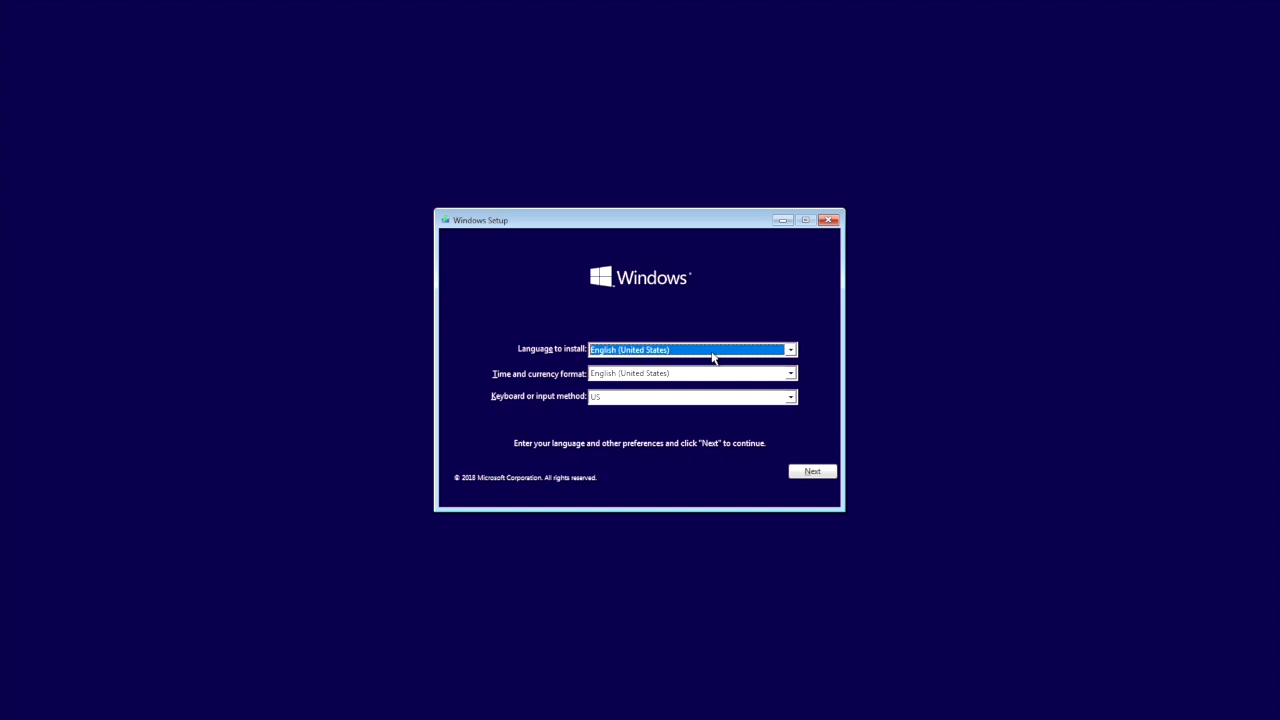 Windows Setup
Windows
Language to install: English (United States)
Time and currency format: English (United States)
Keyboard or input method: US
Enter your language and other preferences and click "Next" to continue.
Next
© 2018 Microsoft Corporation. All rights reserved.